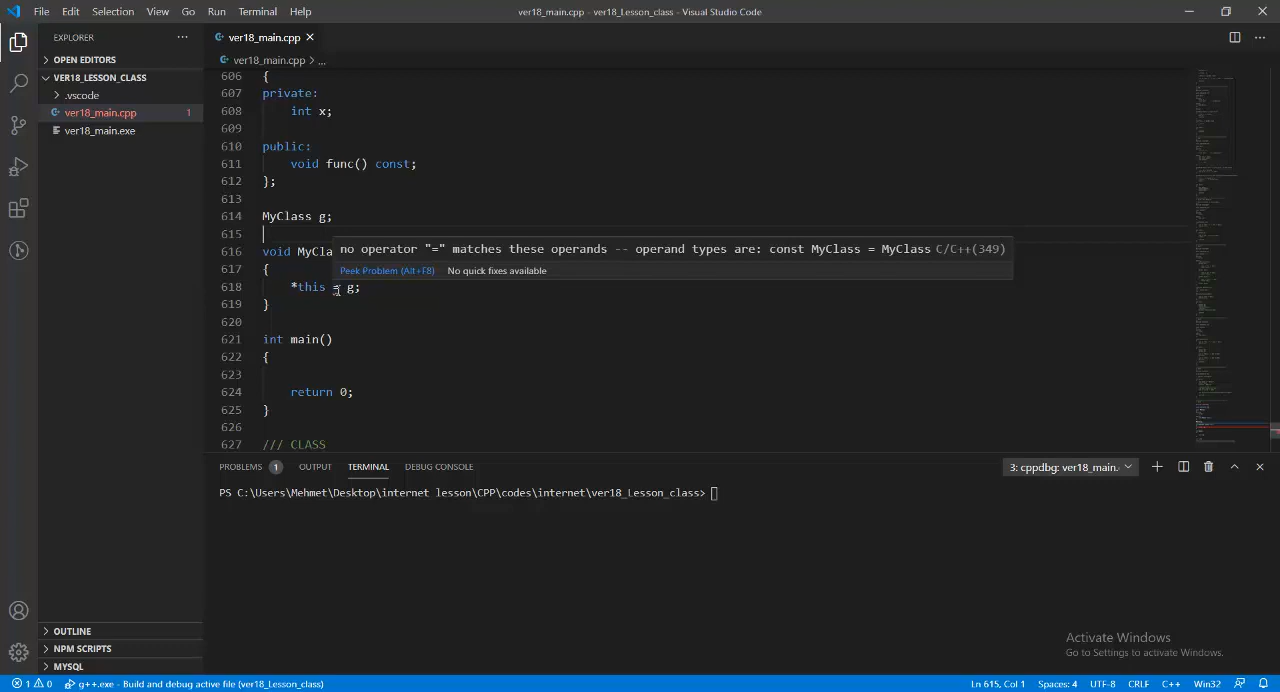 File Edit Selection View Go Run Terminal Help
ver18_main.cpp - ver18_Lesson_class - Visual Studio Code
EXPLORER
OPEN EDITORS
VER18_LESSON_CLASS
.vscode
ver18_main.cpp 1
ver18_main.exe
OUTLINE
NPM SCRIPTS
MYSQL
ver18_main.cpp
ver18_main.cpp > ...
606 {
607 private:
608 int x;
609
610 public:
611 void func() const;
612 };
613
614 MyClass g;
615
616 void MyCla
no operator "=" matches these operands -- operand types are: const MyClass = MyClass C/C++(349)
Peek Problem (Alt+F8) No quick fixes available
617 {
618 *this = g;
619 }
620
621 int main()
622 {
623
624 return 0;
625 }
626
627 /// CLASS
PROBLEMS 1 OUTPUT TERMINAL DEBUG CONSOLE
3: cppdbg: ver18_main.
PS C:\Users\Mehmet\Desktop\internet lesson\CPP\codes\internet\ver18_Lesson_class>
Activate Windows
Go to Settings to activate Windows.
1 0 g++.exe - Build and debug active file (ver18_Lesson_class)
Ln 615, Col 1 Spaces: 4 UTF-8 CRLF C++ Win32